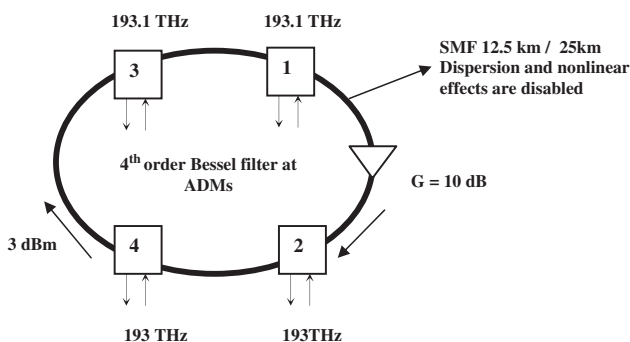 193.1 THz
193.1 THz
SMF 12.5 km / 25km
Dispersion and nonlinear
effects are disabled
3
1
4th order Bessel filter at
ADMs
G = 10 dB
3 dBm
4
2
193 THz
193THz